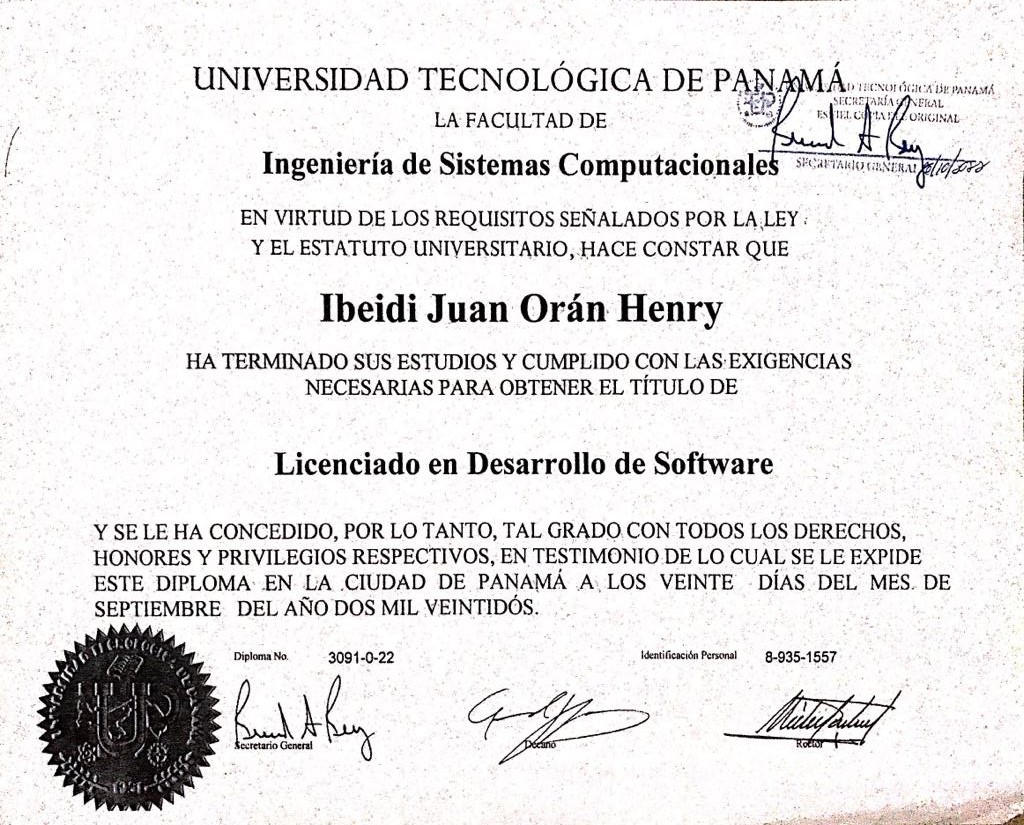 UNIVERSIDAD TECNOLÓGICA DE PANAMÁ
LA FACULTAD DE
Ingeniería de Sistemas Computacionales
UNIVERSIDAD TECNOLÓGICA DE PANAMÁ
SECRETARÍA GENERAL
ES FIEL COPIA DEL ORIGINAL
SECRETARIO GENERAL
EN VIRTUD DE LOS REQUISITOS SEÑALADOS POR LA LEY
Y EL ESTATUTO UNIVERSITARIO, HACE CONSTAR QUE
Ibeidi Juan Orán Henry
HA TERMINADO SUS ESTUDIOS Y CUMPLIDO CON LAS EXIGENCIAS
NECESARIAS PARA OBTENER EL TÍTULO DE
Licenciado en Desarrollo de Software
Y SE LE HA CONCEDIDO, POR LO TANTO, TAL GRADO CON TODOS LOS DERECHOS,
HONORES Y PRIVILEGIOS RESPECTIVOS, EN TESTIMONIO DE LO CUAL SE LE EXPIDE
ESTE DIPLOMA EN LA CIUDAD DE PANAMÁ A LOS VEINTE DÍAS DEL MES DE
SEPTIEMBRE DEL AÑO DOS MIL VEINTIDÓS.
Diploma No. 3091-0-22
Identificación Personal 8-935-1557
Secretario General
Decano
Rector
UTP
1981